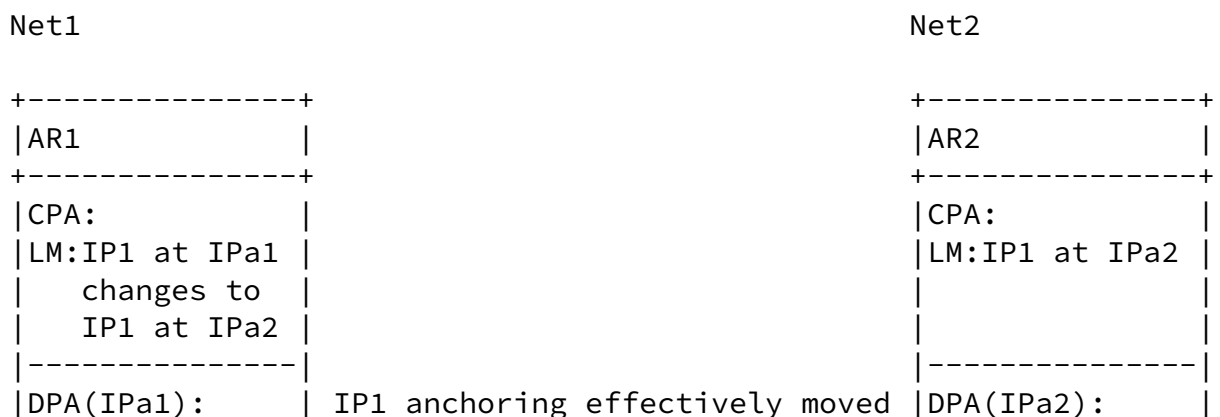 Net1                                              Net2

+---------------+                                 +---------------+
|AR1            |                                 |AR2            |
+---------------+                                 +---------------+
|CPA:           |                                 |CPA:           |
|LM:IP1 at IPa1 |                                 |LM:IP1 at IPa2 |
|   changes to  |                                 |               |
|   IP1 at IPa2 |                                 |               |
|---------------|                                 |---------------|
|DPA(IPa1):     | IP1 anchoring effectively moved |DPA(IPa2):     |